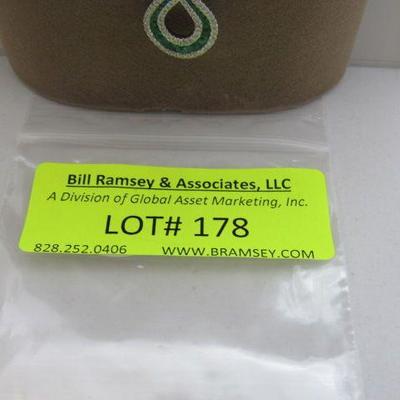 Bill Ramsey & Associates, LLC
A Division of Global Asset Marketing, Inc.
LOT# 178
828.252.0406 WWW.BRAMSEY.COM